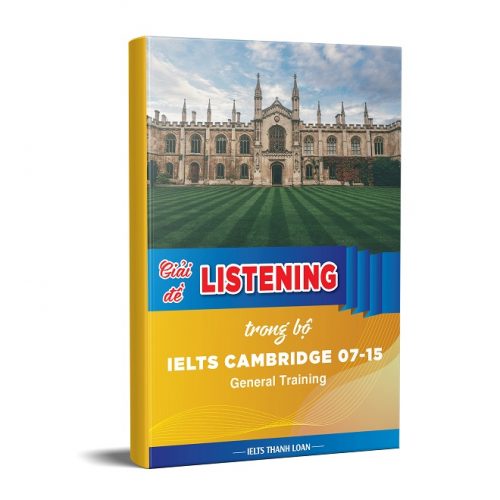 Giải đề
LISTENING
trong bộ
IELTS CAMBRIDGE 07-15
General Training
IELTS THANH LOAN